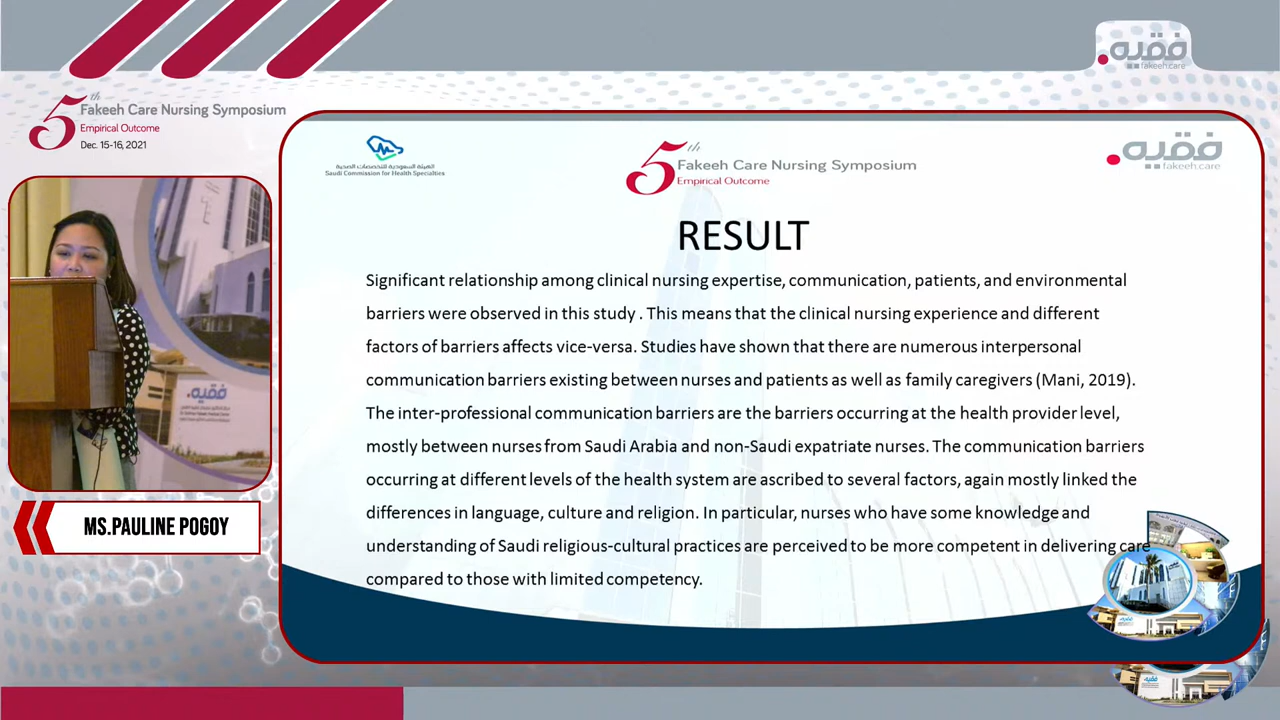 فقيه
fakeeh.care
5th
Fakeeh Care Nursing Symposium
Empirical Outcome
Dec. 15-16, 2021
الهيئة السعودية للتخصصات الصحية
Saudi Commission for Health Specialties
5th
Fakeeh Care Nursing Symposium
Empirical Outcome
فقيه
fakeeh.care
RESULT
Significant relationship among clinical nursing expertise, communication, patients, and environmental
barriers were observed in this study . This means that the clinical nursing experience and different
factors of barriers affects vice-versa. Studies have shown that there are numerous interpersonal
communication barriers existing between nurses and patients as well as family caregivers (Mani, 2019).
The inter-professional communication barriers are the barriers occurring at the health provider level,
mostly between nurses from Saudi Arabia and non-Saudi expatriate nurses. The communication barriers
occurring at different levels of the health system are ascribed to several factors, again mostly linked the
differences in language, culture and religion. In particular, nurses who have some knowledge and
understanding of Saudi religious-cultural practices are perceived to be more competent in delivering care
compared to those with limited competency.
فقيه
MS.PAULINE POGOY